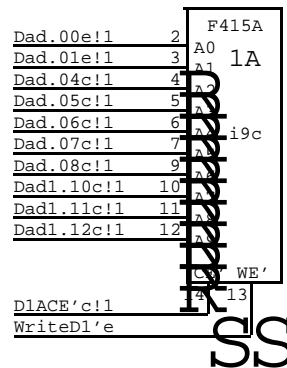 F415A
Dad.00e!1 2 A0 1A
Dad.01e!1 3 A1
Dad.04c!1 4
Dad.05c!1 5
Dad.06c!1 6 i9c
Dad.07c!1 7
Dad.08c!1 9
Dad1.10c!1 10
Dad1.11c!1 11
Dad1.12c!1 12
WE'
14 13
D1ACE'c!1
WriteD1'e
SS